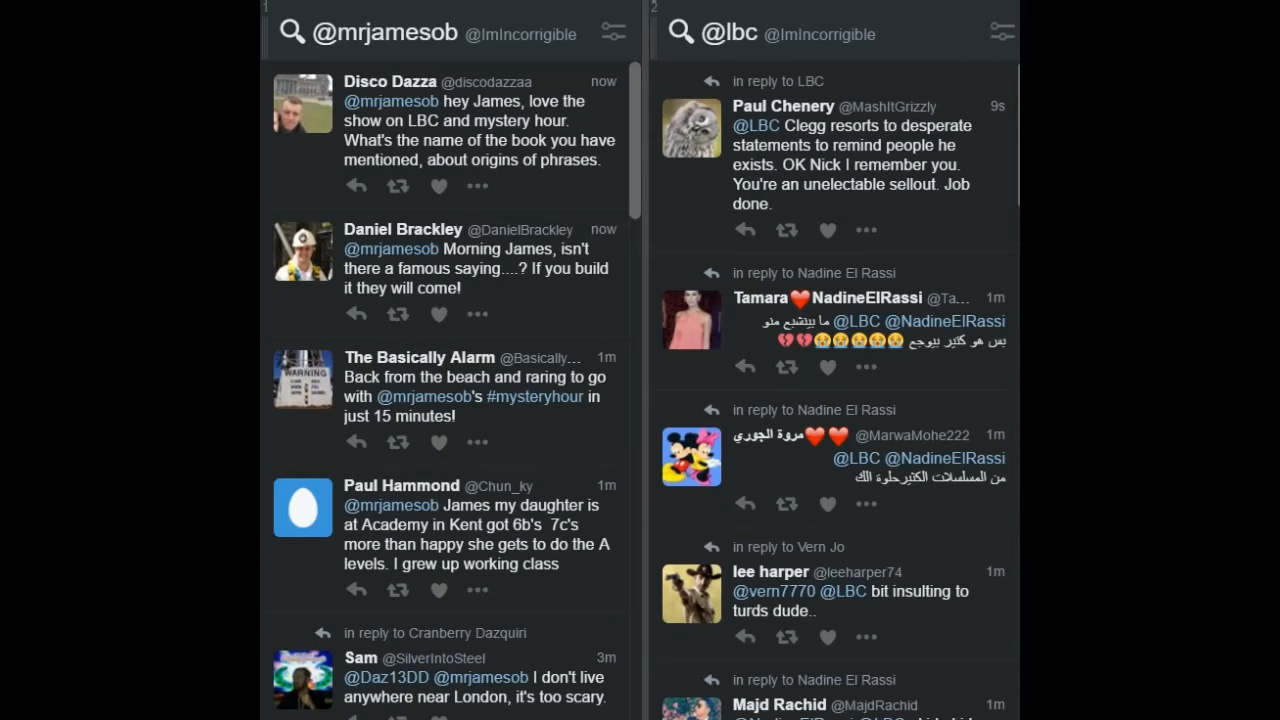 1
@mrjamesob @ImIncorrigible
Disco Dazza @discodazzaa now
@mrjamesob hey James, love the
show on LBC and mystery hour.
What's the name of the book you have
mentioned, about origins of phrases.
Daniel Brackley @DanielBrackley now
@mrjamesob Morning James, isn't
there a famous saying....? If you build
it they will come!
WARNING
The Basically Alarm @Basically... 1m
Back from the beach and raring to go
with @mrjamesob's #mysteryhour in
just 15 minutes!
Paul Hammond @Chun_ky 1m
@mrjamesob James my daughter is
at Academy in Kent got 6b's 7c's
more than happy she gets to do the A
levels. I grew up working class
in reply to Cranberry Dazquiri
Sam @SilverIntoSteel 3m
@Daz13DD @mrjamesob I don't live
anywhere near London, it's too scary.
2
@lbc @ImIncorrigible
in reply to LBC
Paul Chenery @MashItGrizzly 9s
@LBC Clegg resorts to desperate
statements to remind people he
exists. OK Nick I remember you.
You're an unelectable sellout. Job
done.
in reply to Nadine El Rassi
Tamara❤️NadineElRassi @Ta... 1m
@NadineElRassi @LBC ما بينشبع منو
بس هو كتير بيوجع 😭😭😭😭😭💔💔
in reply to Nadine El Rassi
مروة الجوري❤️❤️ @MarwaMohe222 1m
@NadineElRassi @LBC
من المسلسلات الكتيرحلوة الك
in reply to Vern Jo
lee harper @leeharper74 1m
@vern7770 @LBC bit insulting to
turds dude..
in reply to Nadine El Rassi
Majd Rachid @MajdRachid 1m
@NadineElRassi @LBC